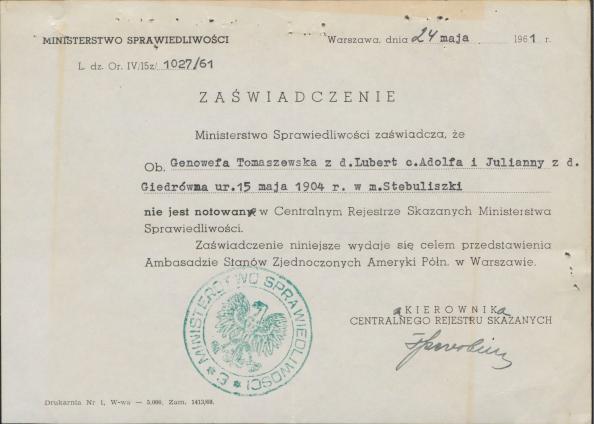 MINISTERSTWO SPRAWIEDLIWOŚCI
Warszawa, dnia 24 maja 1961 r.
L. dz. Or. IV/15z/ 1027/61
ZAŚWIADCZENIE
Ministerstwo Sprawiedliwości zaświadcza, że
Ob. Genowefa Tomaszewska z d.Lubert c.Adolfa i Julianny z d.
Giedrówna ur.15 maja 1904 r. w m.Stebuliszki
nie jest notowana w Centralnym Rejestrze Skazanych Ministerstwa
Sprawiedliwości.
Zaświadczenie niniejsze wydaje się celem przedstawienia
Ambasadzie Stanów Zjednoczonych Ameryki Półn. w Warszawie.
MINISTERSTWO SPRAWIEDLIWOŚCI
KIEROWNIKA
CENTRALNEGO REJESTRU SKAZANYCH
Drukarnia Nr 1, W-wa — 5.000, Zam. 1413/60.